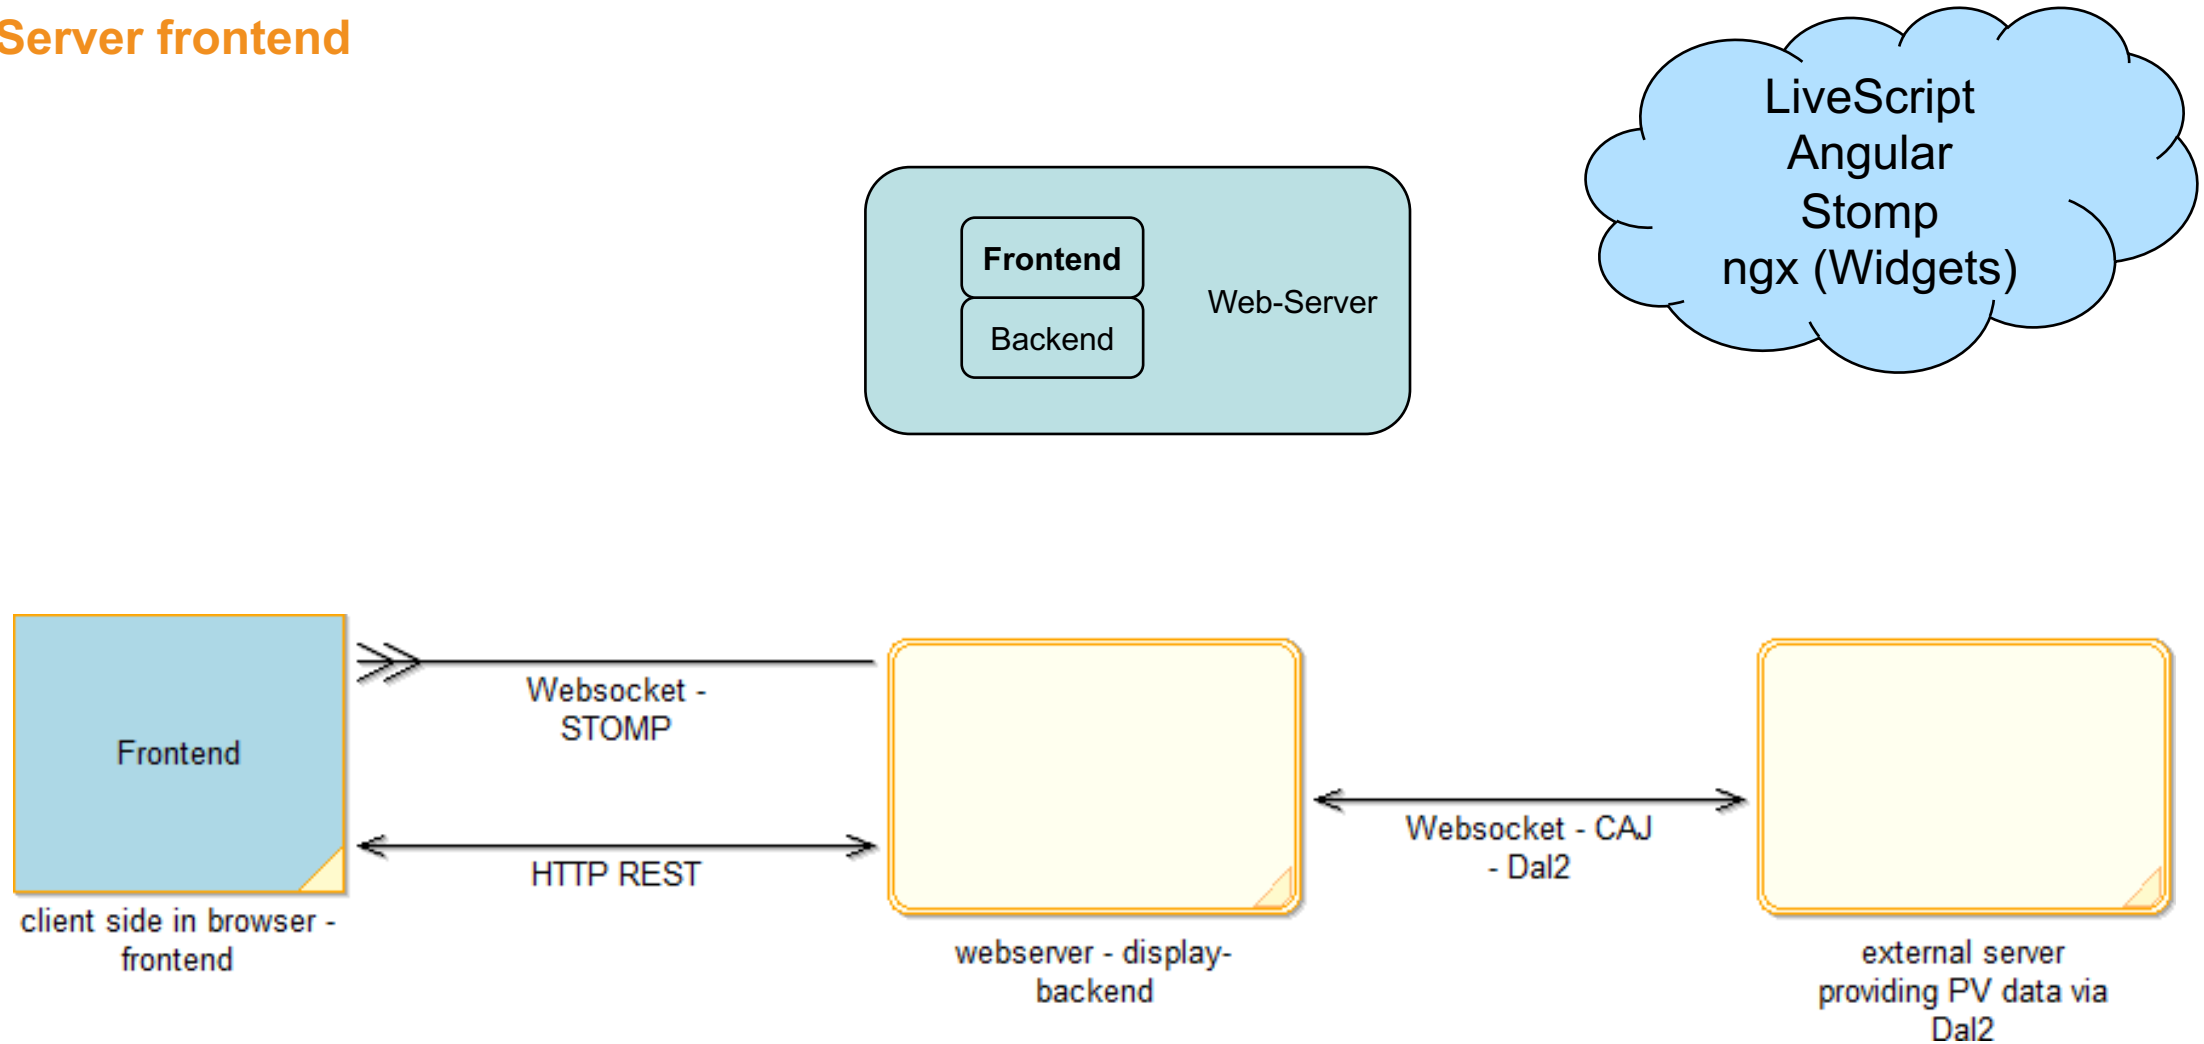 Server frontend
LiveScript
Angular
Stomp
ngx (Widgets)
Frontend
Backend
Web-Server
Frontend
Websocket -
STOMP
HTTP REST
Websocket - CAJ
- Dal2
client side in browser -
frontend
webserver - display-
backend
external server
providing PV data via
Dal2